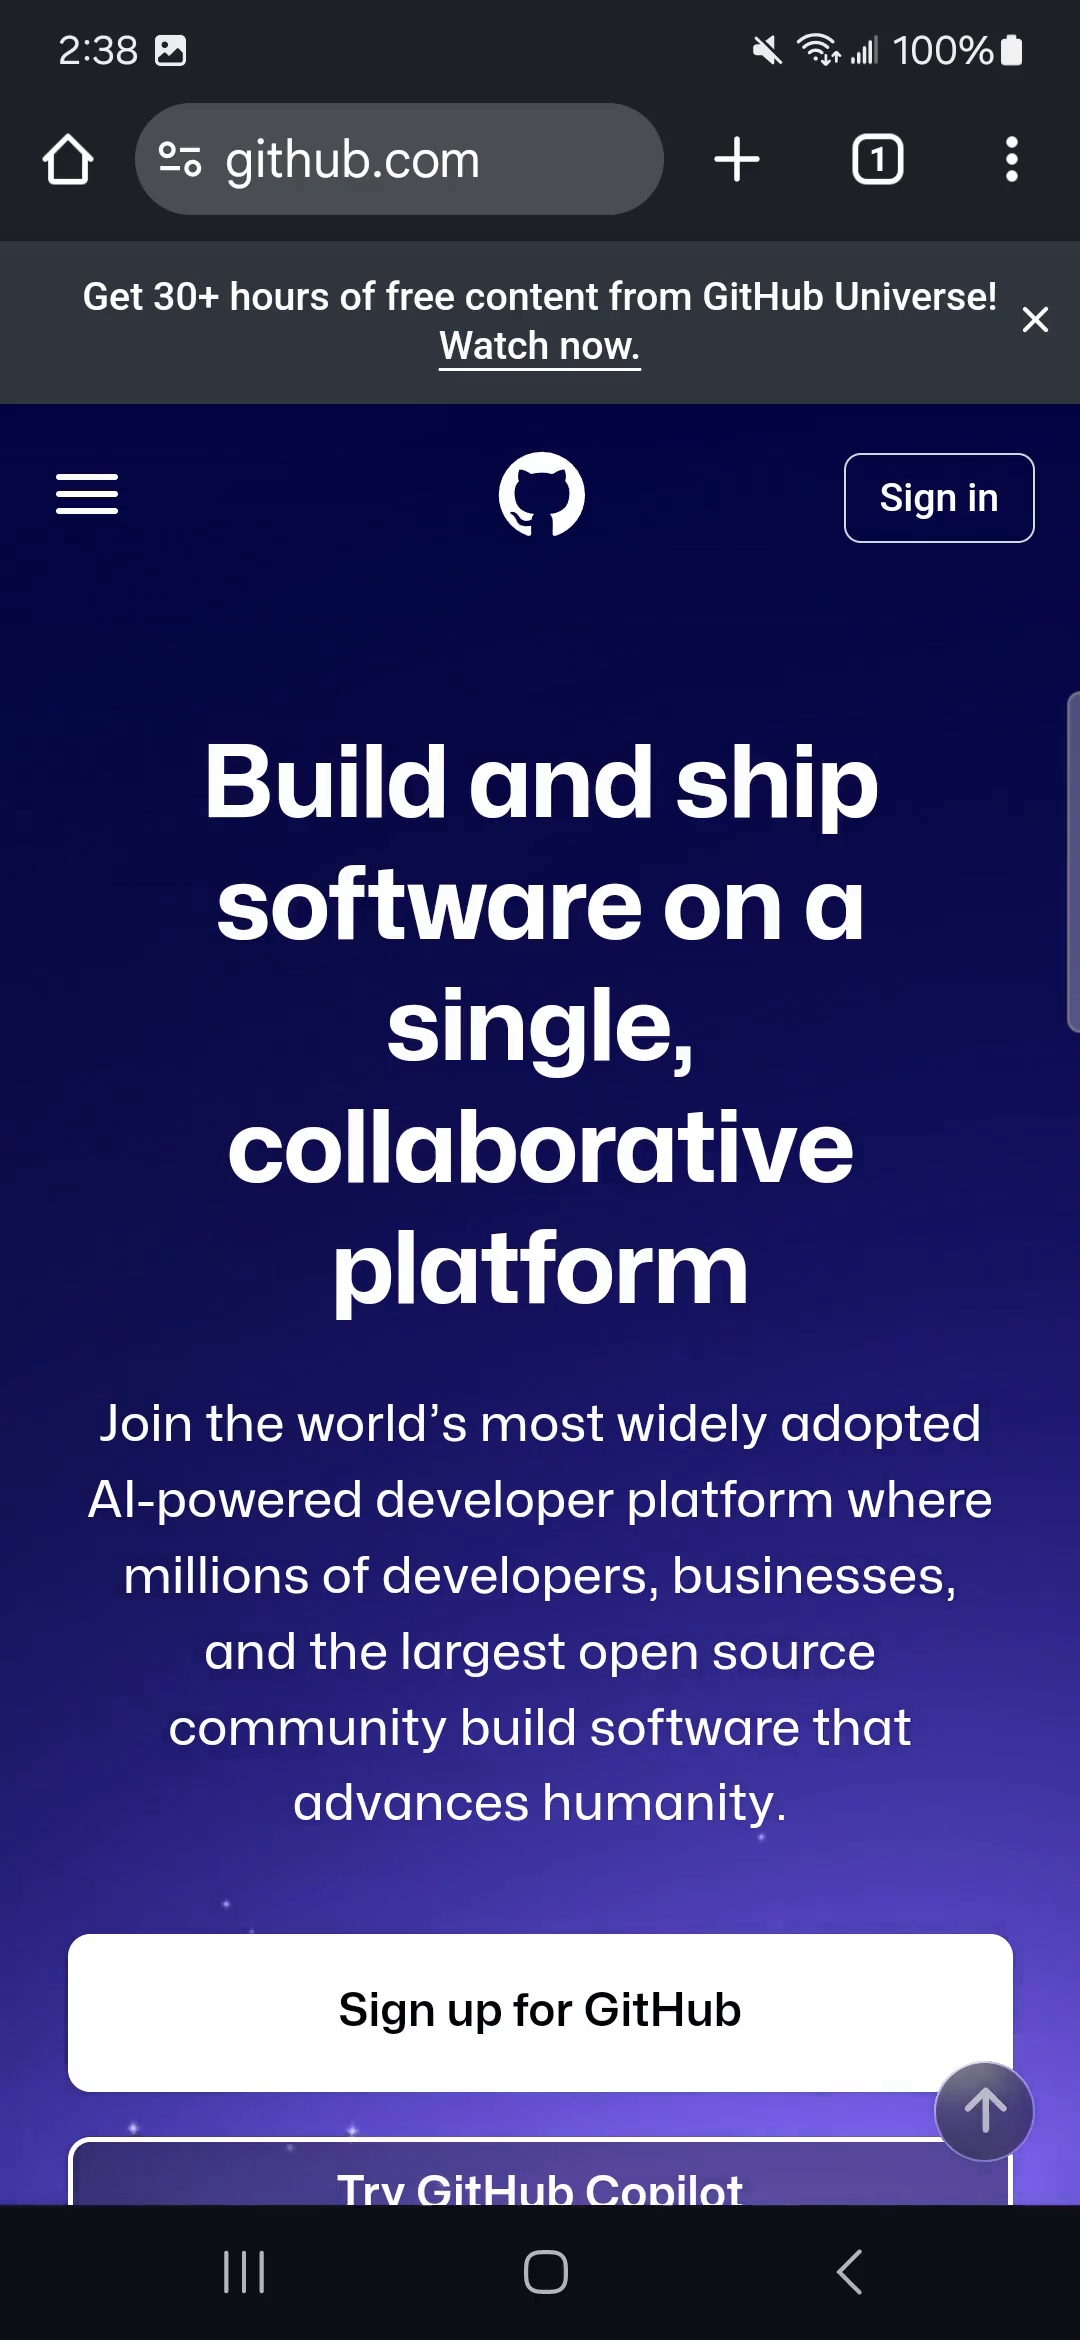 2:38
100%
github.com
1
Get 30+ hours of free content from GitHub Universe!
Watch now.
Sign in
Build and ship
software on a
single,
collaborative
platform
Join the world’s most widely adopted
AI-powered developer platform where
millions of developers, businesses,
and the largest open source
community build software that
advances humanity.
Sign up for GitHub
Try GitHub Copilot